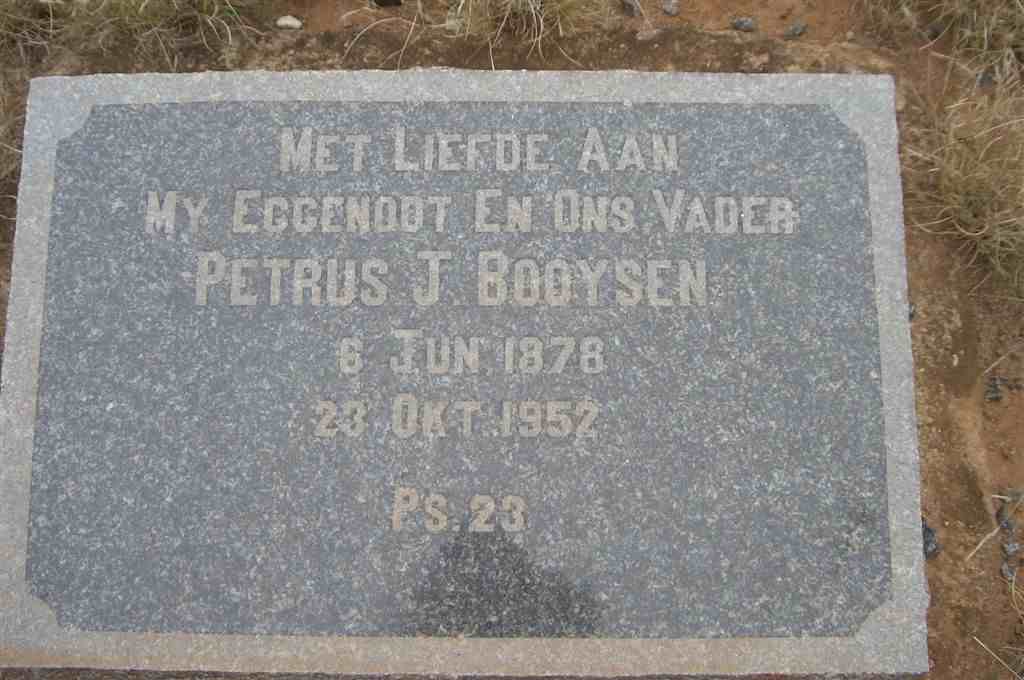 MET LIEFDE AAN
MY EGGENOOT EN ONS VADER
PETRUS J. BOOYSEN
6 JUN 1878
23 OKT 1952
PS. 23